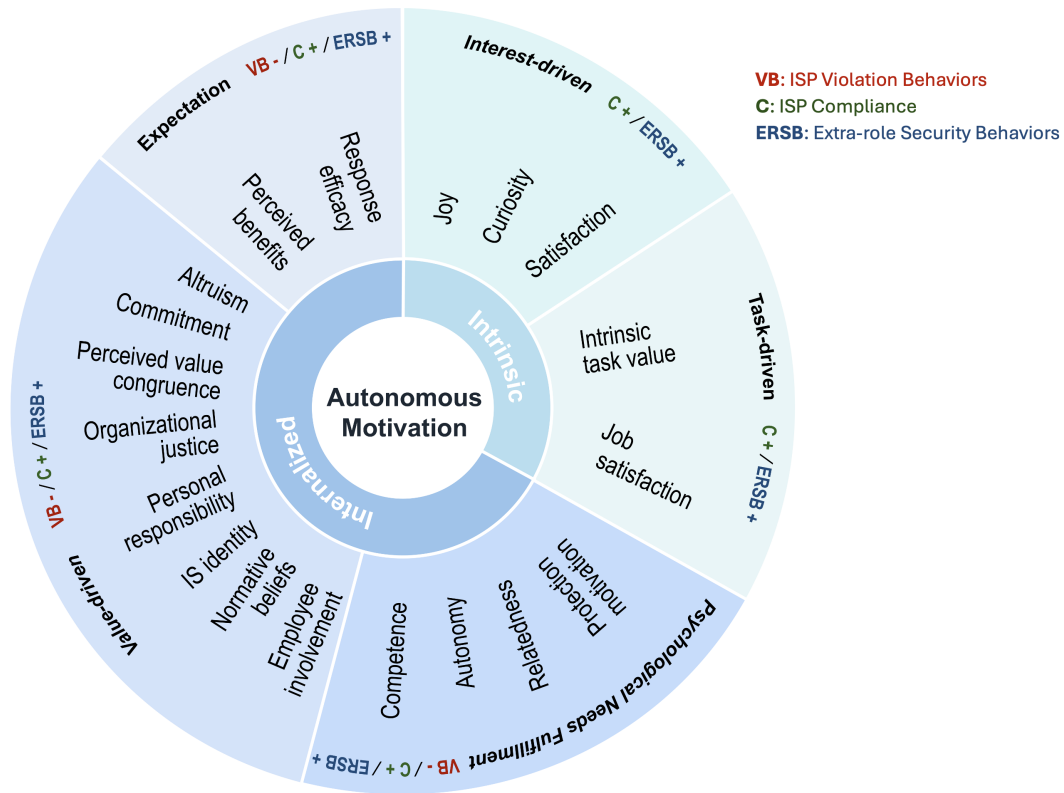 VB: ISP Violation Behaviors
C: ISP Compliance
ERSB: Extra-role Security Behaviors
Autonomous
Motivation
Intrinsic
Internalized
Interest-driven C + / ERSB +
Joy
Curiosity
Satisfaction
Task-driven C + / ERSB +
Intrinsic
task value
Job
satisfaction
Psychological Needs Fulfillment VB - / C + / ERSB +
Protection
motivation
Relatedness
Autonomy
Competence
Value-driven VB - / C + / ERSB +
Employee
involvement
Normative
beliefs
IS identity
Personal
responsibility
Organizational
justice
Perceived value
congruence
Commitment
Altruism
Expectation VB - / C + / ERSB +
Perceived
benefits
Response
efficacy